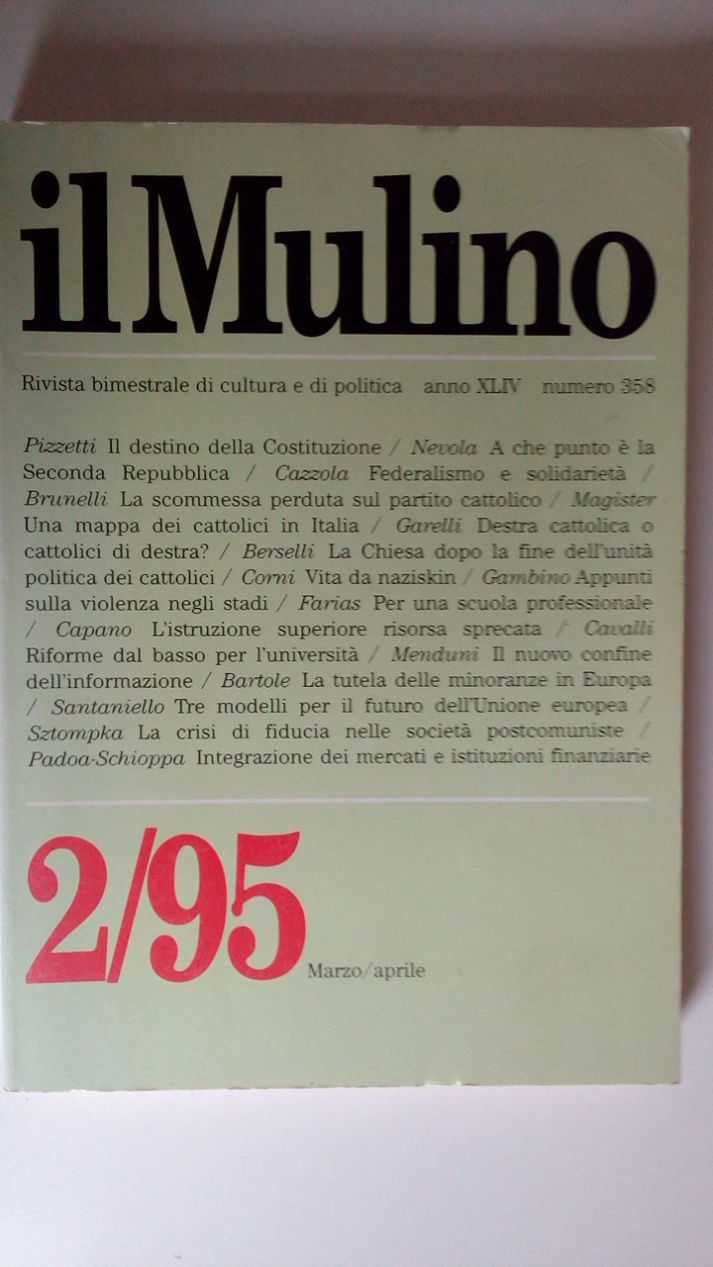 il Mulino
Rivista bimestrale di cultura e di politica anno XLIV numero 358
Pizzetti Il destino della Costituzione / Nevola A che punto è la
Seconda Repubblica / Cazzola Federalismo e solidarietà /
Brunelli La scommessa perduta sul partito cattolico / Magister
Una mappa dei cattolici in Italia / Garelli Destra cattolica o
cattolici di destra? / Berselli La Chiesa dopo la fine dell'unità
politica dei cattolici / Corni Vita da naziskin / Gambino Appunti
sulla violenza negli stadi / Farias Per una scuola professionale
/ Capano L'istruzione superiore risorsa sprecata / Cavalli
Riforme dal basso per l'università / Menduni Il nuovo confine
dell'informazione / Bartole La tutela delle minoranze in Europa
/ Santaniello Tre modelli per il futuro dell'Unione europea /
Sztompka La crisi di fiducia nelle società postcomuniste /
Padoa-Schioppa Integrazione dei mercati e istituzioni finanziarie
2/95
Marzo/aprile